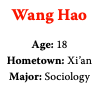 Wang Hao
Age: 18
Hometown: Xi’an
Major: Sociology